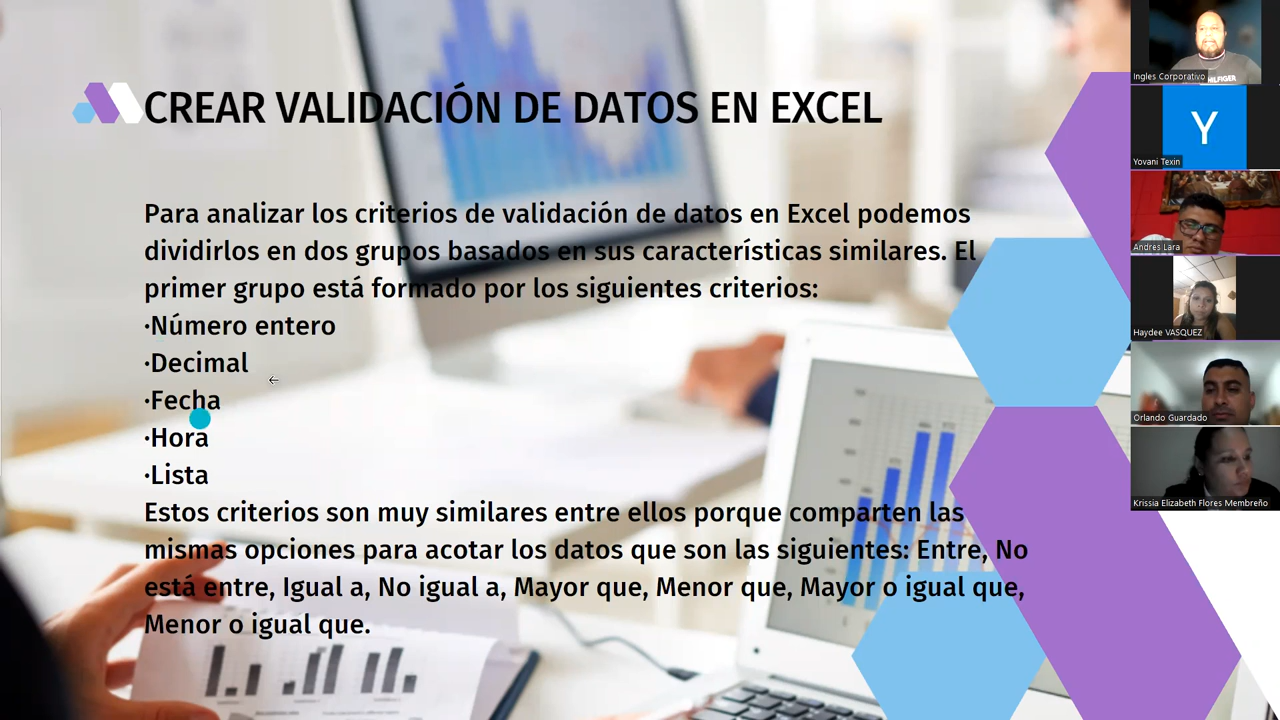 CREAR VALIDACIÓN DE DATOS EN EXCEL
Para analizar los criterios de validación de datos en Excel podemos
dividirlos en dos grupos basados en sus características similares. El
primer grupo está formado por los siguientes criterios:
·Número entero
·Decimal
·Fecha
·Hora
·Lista
Estos criterios son muy similares entre ellos porque comparten las
mismas opciones para acotar los datos que son las siguientes: Entre, No
está entre, Igual a, No igual a, Mayor que, Menor que, Mayor o igual que,
Menor o igual que.
HILFIGER
Ingles Corporativo
Y
Yovani Texin
Andres Lara
Haydee VASQUEZ
Orlando Guardado
Krissia Elizabeth Flores Membreño